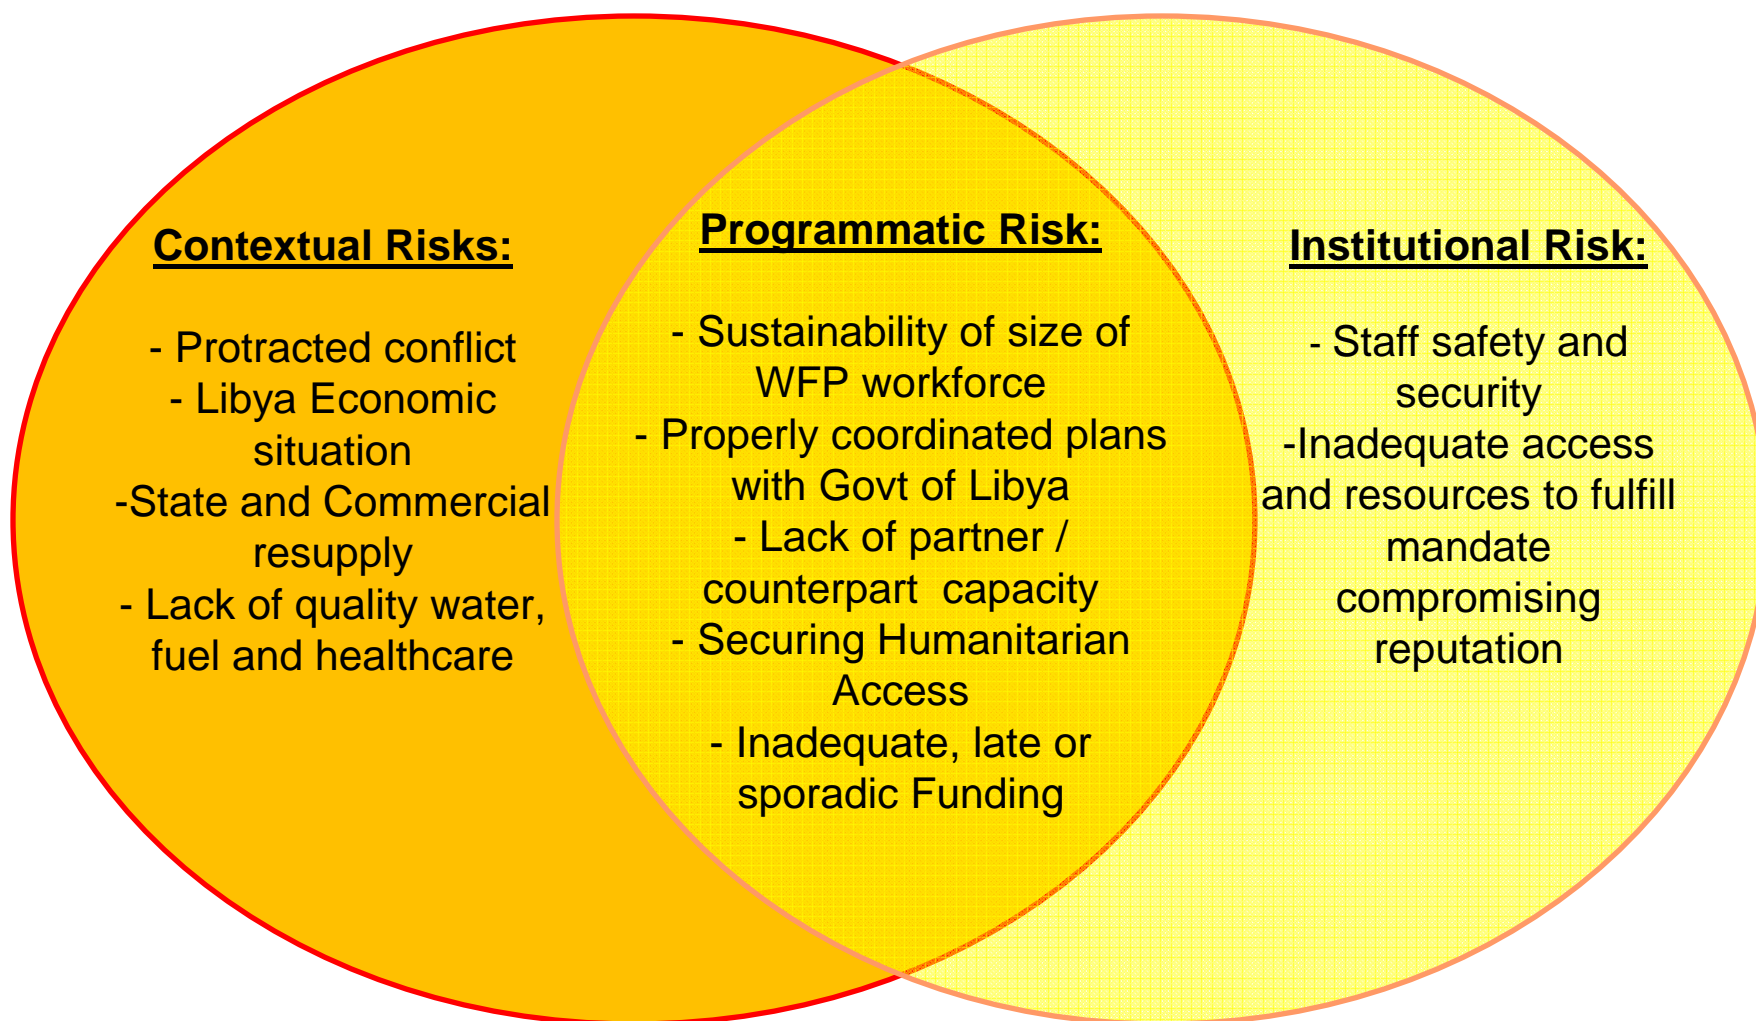 Contextual Risks:
- Protracted conflict
- Libya Economic
situation
-State and Commercial
resupply
- Lack of quality water,
fuel and healthcare
Programmatic Risk:
- Sustainability of size of
WFP workforce
- Properly coordinated plans
with Govt of Libya
- Lack of partner /
counterpart  capacity
- Securing Humanitarian
Access
- Inadequate, late or
sporadic Funding
Institutional Risk:
- Staff safety and
security
-Inadequate access
and resources to fulfill
mandate
compromising
reputation